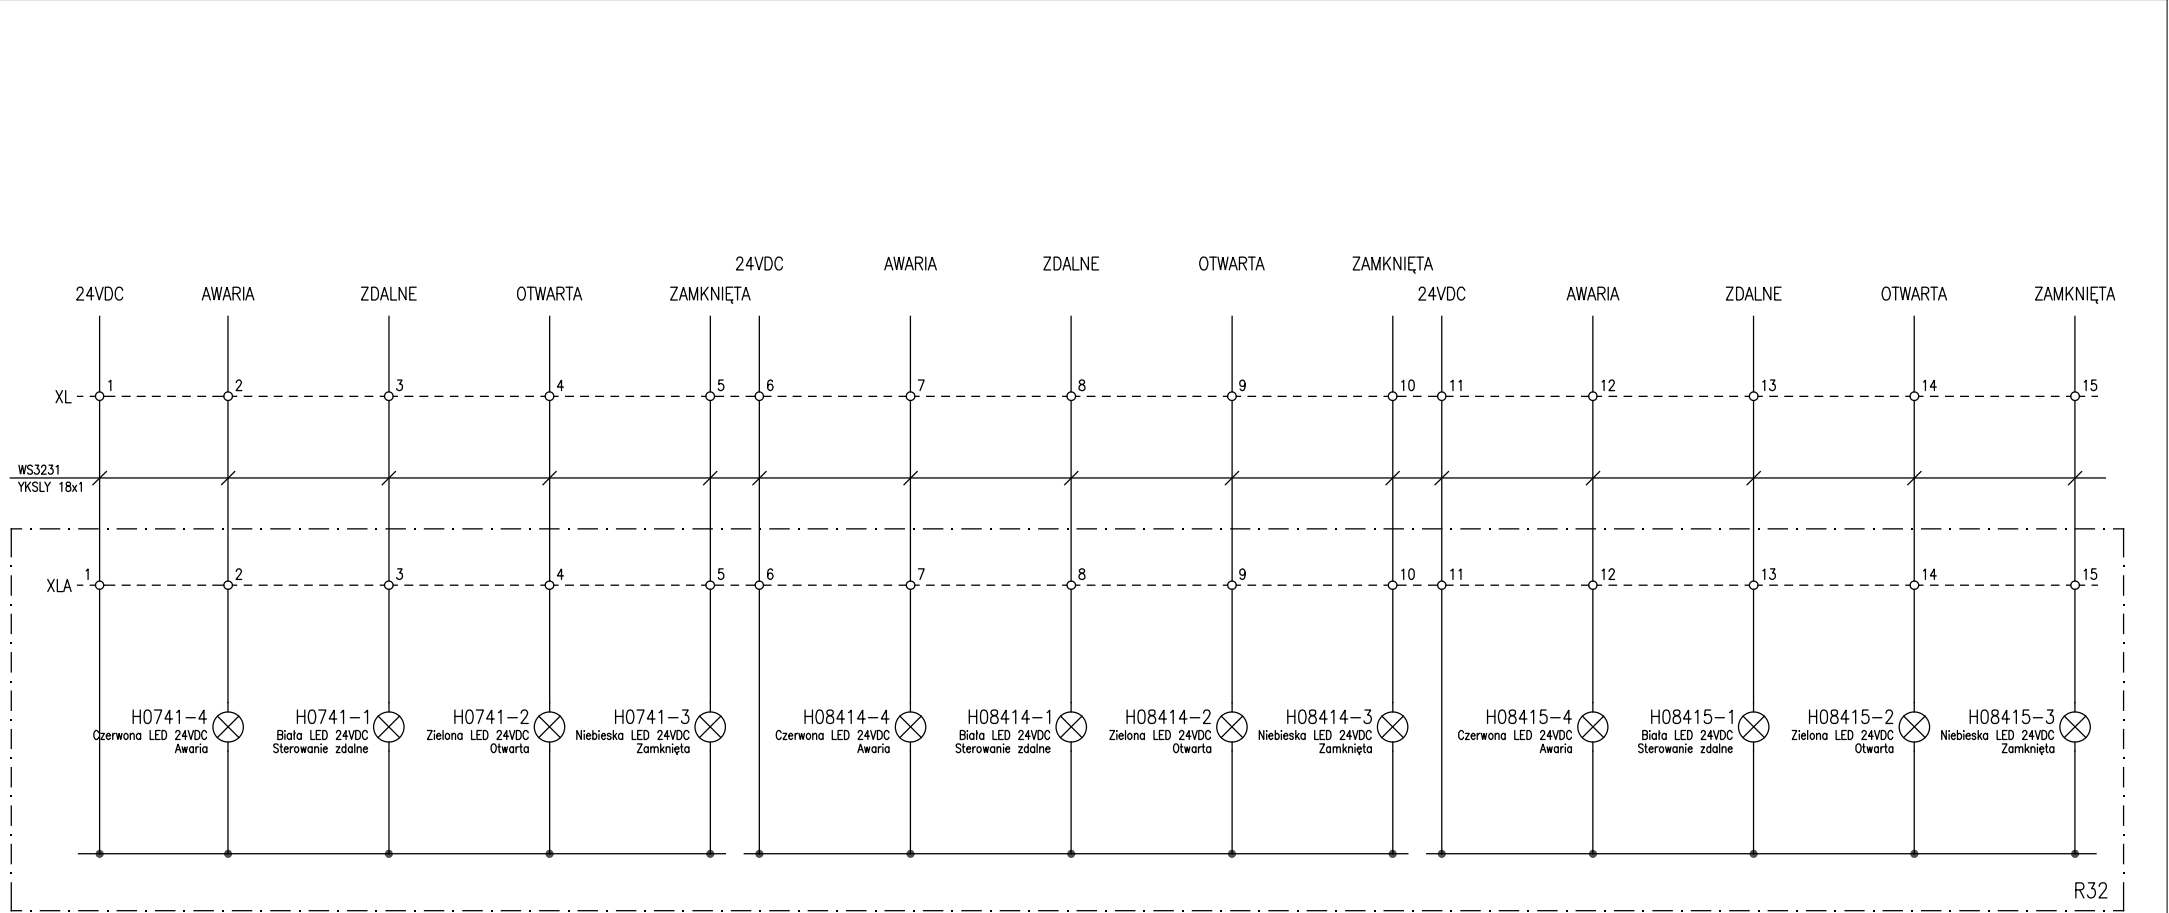 24VDC AWARIA ZDALNE OTWARTA ZAMKNIĘTA
24VDC AWARIA ZDALNE OTWARTA ZAMKNIĘTA 24VDC AWARIA ZDALNE OTWARTA ZAMKNIĘTA
1 2 3 4 5 6 7 8 9 10 11 12 13 14 15
XL
WS3231
YKSLY 18x1
1 2 3 4 5 6 7 8 9 10 11 12 13 14 15
XLA
H0741-4 H0741-1 H0741-2 H0741-3 H08414-4 H08414-1 H08414-2 H08414-3 H08415-4 H08415-1 H08415-2 H08415-3
Czerwona LED 24VDC Biała LED 24VDC Zielona LED 24VDC Niebieska LED 24VDC Czerwona LED 24VDC Biała LED 24VDC Zielona LED 24VDC Niebieska LED 24VDC Czerwona LED 24VDC Biała LED 24VDC Zielona LED 24VDC Niebieska LED 24VDC
Awaria Sterowanie zdalne Otwarta Zamknięta Awaria Sterowanie zdalne Otwarta Zamknięta Awaria Sterowanie zdalne Otwarta Zamknięta
R32